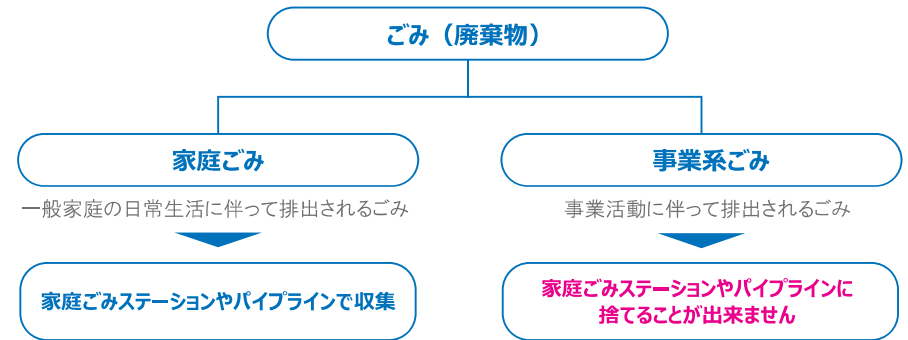 ごみ（廃棄物）
家庭ごみ
事業系ごみ
一般家庭の日常生活に伴って排出されるごみ
事業活動に伴って排出されるごみ
家庭ごみステーションやパイプラインで収集
家庭ごみステーションやパイプラインに
捨てることが出来ません